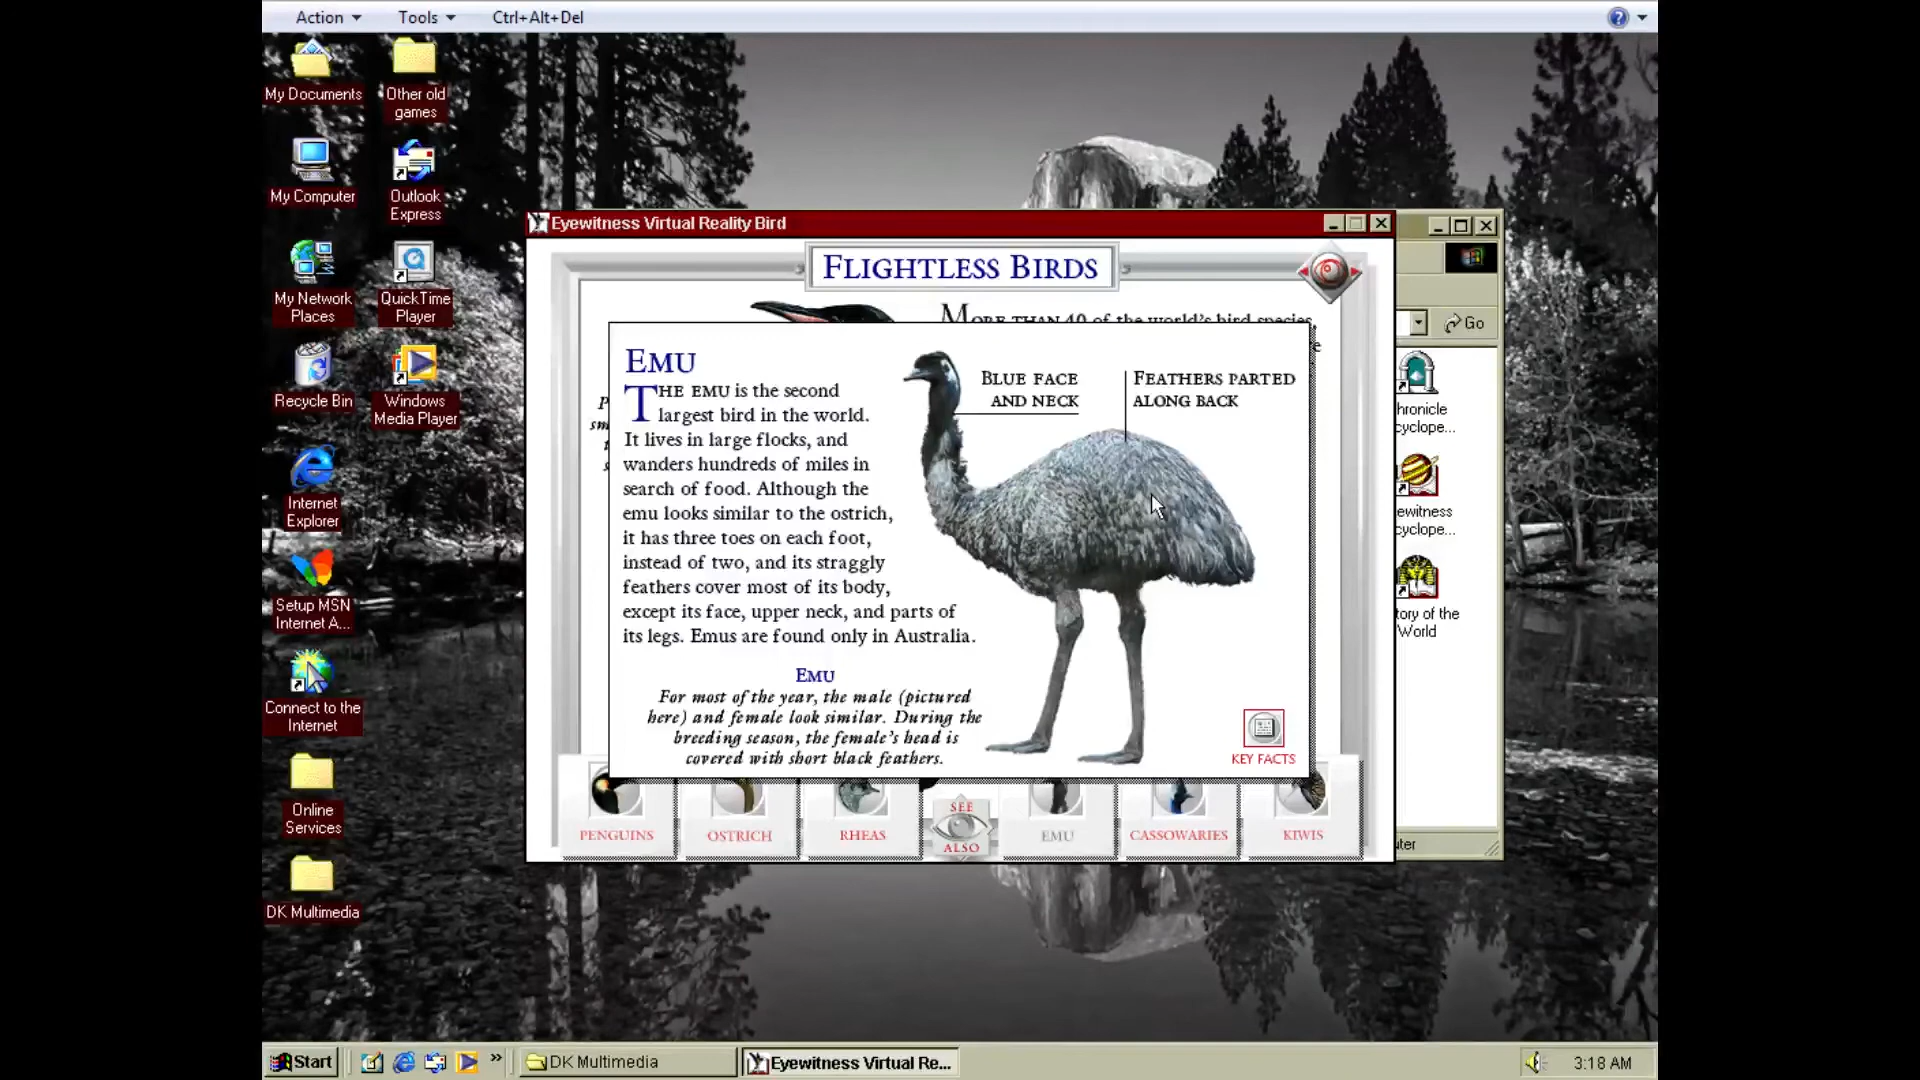 Action
Tools
Ctrl+Alt+Del
My Documents
Other old
games
My Computer
Outlook
Express
My Network
Places
QuickTime
Player
Recycle Bin
Windows
Media Player
Internet
Explorer
Setup MSN
Internet A...
Connect to the
Internet
Online
Services
DK Multimedia
Eyewitness Virtual Reality Bird
FLIGHTLESS BIRDS
MORE THAN 40 of the world's bird species,
EMU
THE EMU is the second
largest bird in the world.
It lives in large flocks, and
wanders hundreds of miles in
search of food. Although the
emu looks similar to the ostrich,
it has three toes on each foot,
instead of two, and its straggly
feathers cover most of its body,
except its face, upper neck, and parts of
its legs. Emus are found only in Australia.
BLUE FACE
AND NECK
FEATHERS PARTED
ALONG BACK
EMU
For most of the year, the male (pictured
here) and female look similar. During the
breeding season, the female's head is
covered with short black feathers.
KEY FACTS
PENGUINS
OSTRICH
RHEAS
SEE
ALSO
EMU
CASSOWARIES
KIWIS
Go
hronicle
cyclope...
ewitness
cyclope...
tory of the
World
uter
Start
DK Multimedia
Eyewitness Virtual Re...
3:18 AM